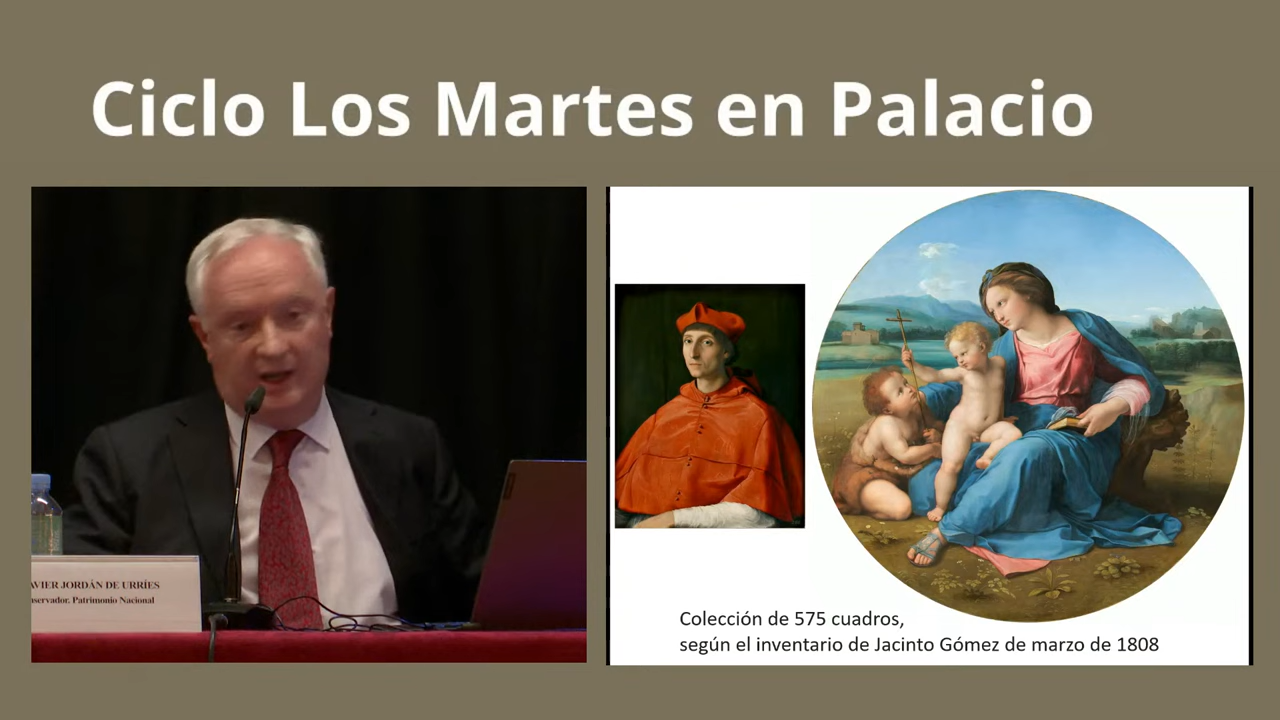 Ciclo Los Martes en Palacio
AVIER JORDÁN DE URRÍES
nservador. Patrimonio Nacional
Colección de 575 cuadros,
según el inventario de Jacinto Gómez de marzo de 1808